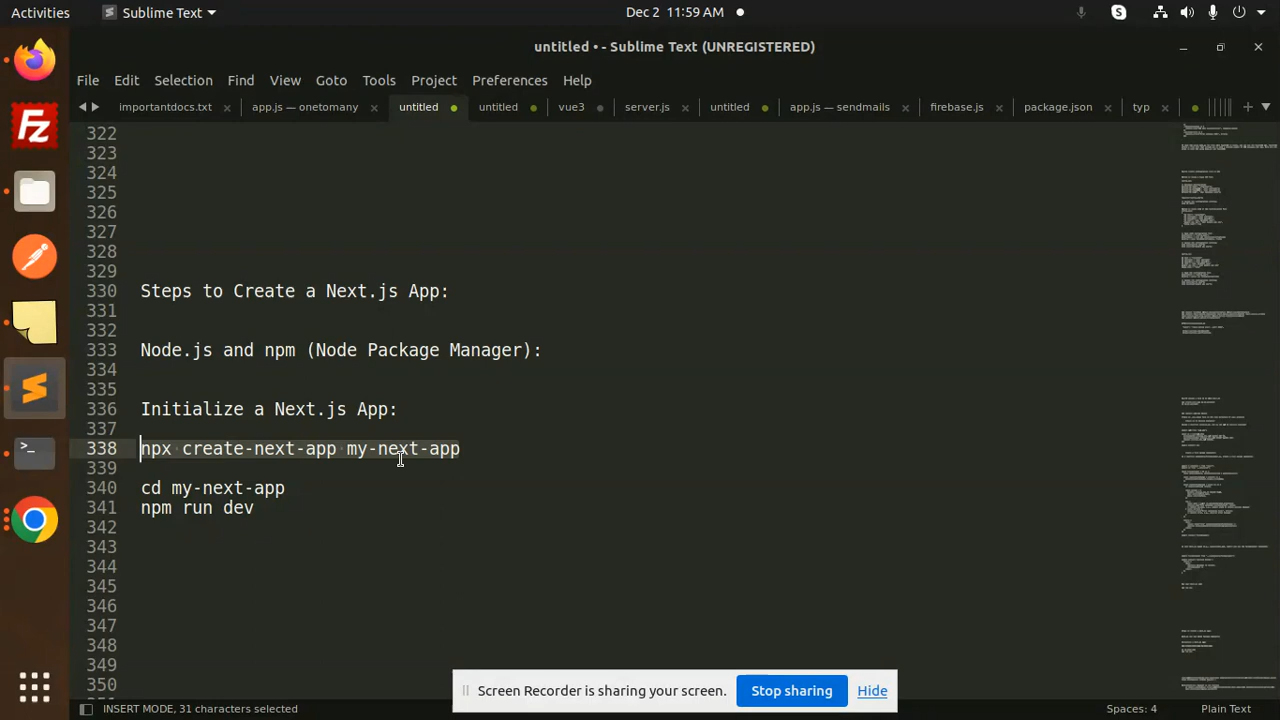 Activities
Sublime Text
Dec 2 11:59 AM
untitled • - Sublime Text (UNREGISTERED)
File Edit Selection Find View Goto Tools Project Preferences Help
importantdocs.txt
app.js — onetomany
untitled
untitled
vue3
server.js
untitled
app.js — sendmails
firebase.js
package.json
typ
322
323
324
325
326
327
328
329
330 Steps to Create a Next.js App:
331
332
333 Node.js and npm (Node Package Manager):
334
335
336 Initialize a Next.js App:
337
338 npx create-next-app my-next-app
339
340 cd my-next-app
341 npm run dev
342
343
344
345
346
347
348
349
350
Screen Recorder is sharing your screen.
Stop sharing
Hide
INSERT MODE, 31 characters selected
Spaces: 4
Plain Text